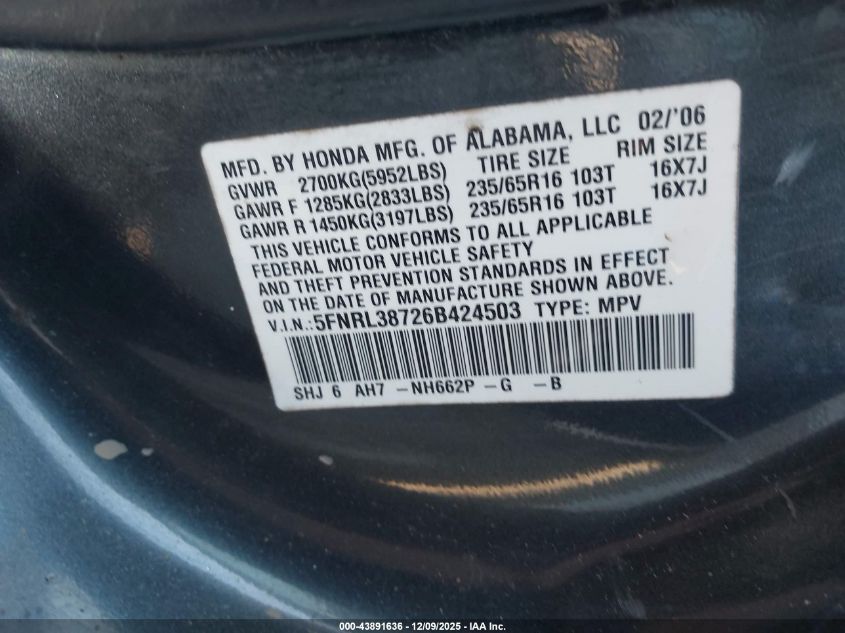 MFD. BY HONDA MFG. OF ALABAMA, LLC 02/'06
GVWR 2700KG(5952LBS) TIRE SIZE RIM SIZE
GAWR F 1285KG(2833LBS) 235/65R16 103T 16X7J
GAWR R 1450KG(3197LBS) 235/65R16 103T 16X7J
THIS VEHICLE CONFORMS TO ALL APPLICABLE
FEDERAL MOTOR VEHICLE SAFETY
AND THEFT PREVENTION STANDARDS IN EFFECT
ON THE DATE OF MANUFACTURE SHOWN ABOVE.
V.I.N.:5FNRL38726B424503 TYPE: MPV
SHJ 6 AH7 -NH662P -G -B
000-43891636 - 12/09/2025 - IAA Inc.